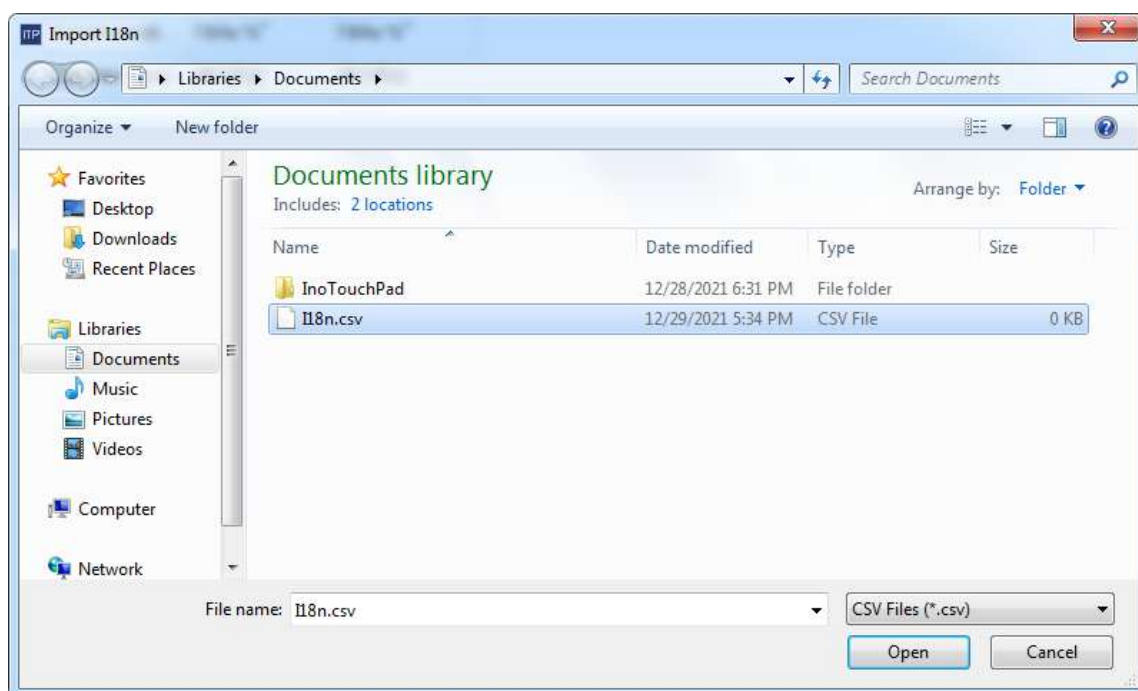 ITP Import I18n
Libraries Documents
Search Documents
Organize New folder
Favorites
Desktop
Downloads
Recent Places
Libraries
Documents
Music
Pictures
Videos
Computer
Network
Documents library
Includes: 2 locations
Arrange by: Folder
Name Date modified Type Size
InoTouchPad 12/28/2021 6:31 PM File folder
I18n.csv 12/29/2021 5:34 PM CSV File 0 KB
File name: I18n.csv CSV Files (*.csv)
Open Cancel